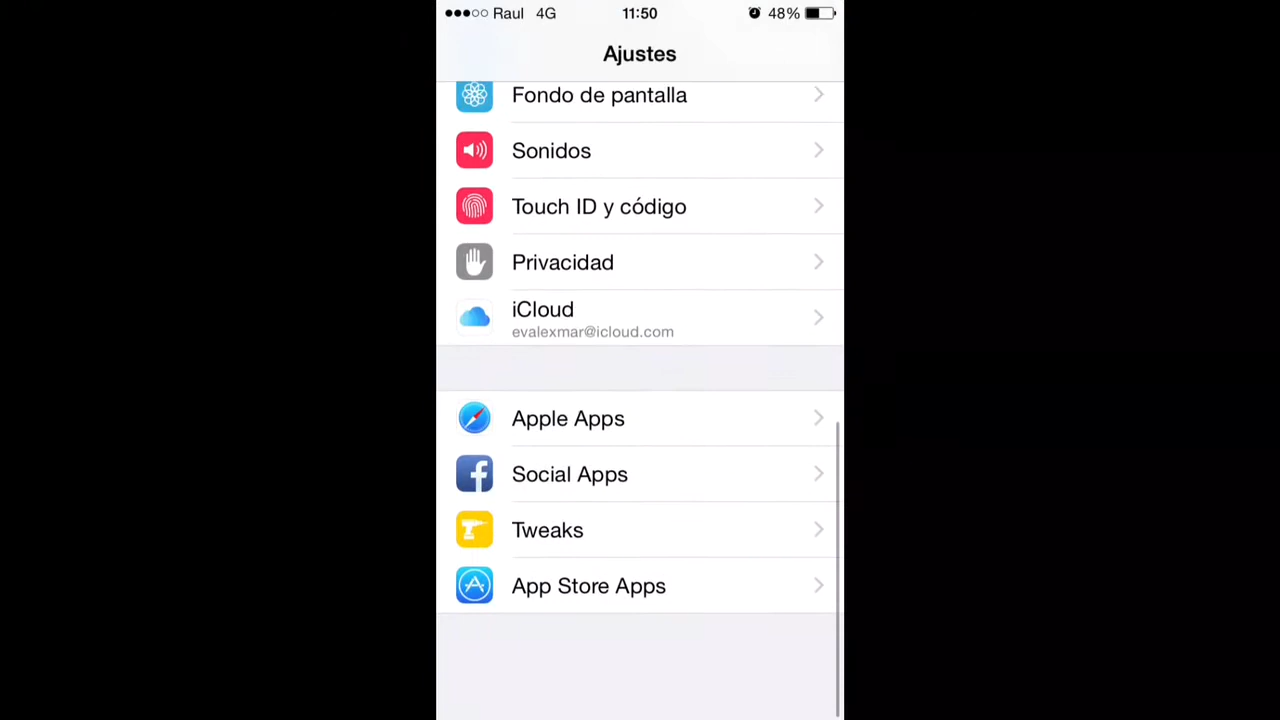 Raul 4G 11:50 48%
Ajustes
Fondo de pantalla
Sonidos
Touch ID y código
Privacidad
iCloud
evalexmar@icloud.com
Apple Apps
Social Apps
Tweaks
App Store Apps